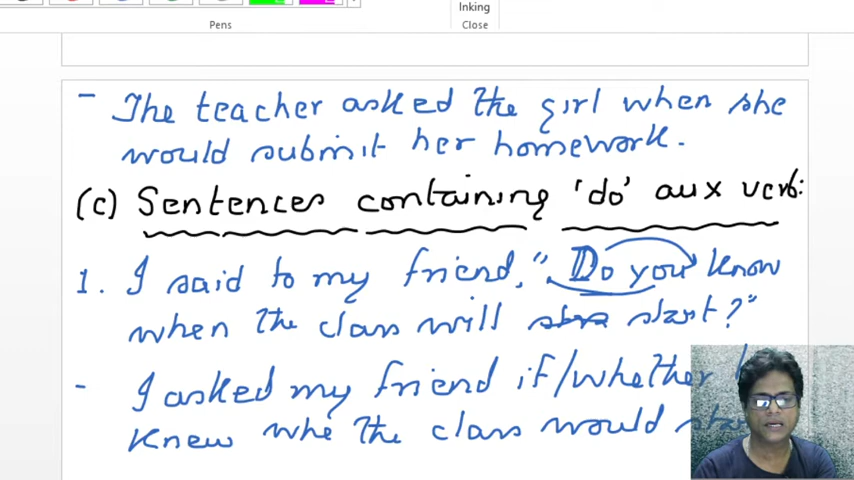 Inking
Pens
Close
- The teacher asked the girl when she
would submit her homework.
(c) Sentences containing 'do' aux verb:
1. I said to my friend, "Do you know
when the class will start?"
- I asked my friend if/whether
knew whe the class would